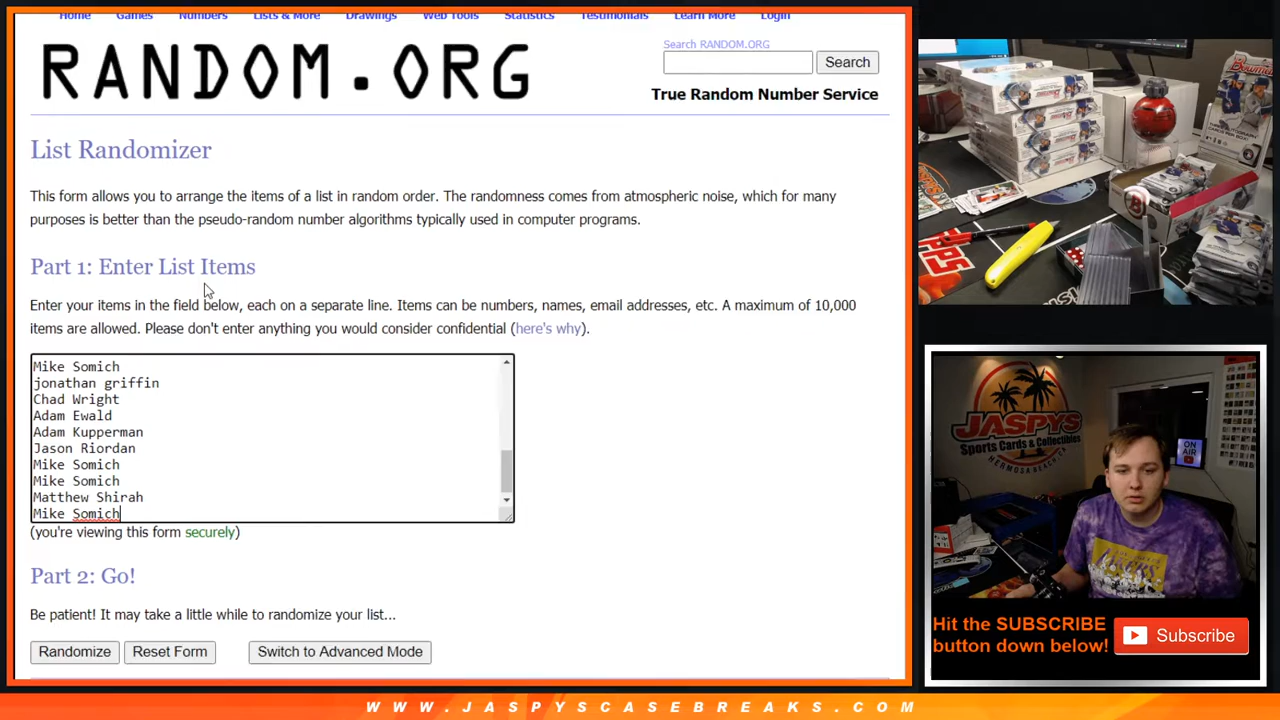 Home Games Numbers Lists & More Drawings Web Tools Statistics Testimonials Learn More Login
RANDOM.ORG
Search RANDOM.ORG
Search
True Random Number Service
List Randomizer
This form allows you to arrange the items of a list in random order. The randomness comes from atmospheric noise, which for many
purposes is better than the pseudo-random number algorithms typically used in computer programs.
Part 1: Enter List Items
Enter your items in the field below, each on a separate line. Items can be numbers, names, email addresses, etc. A maximum of 10,000
items are allowed. Please don't enter anything you would consider confidential (here's why).
Mike Somich
jonathan griffin
Chad Wright
Adam Ewald
Adam Kupperman
Jason Riordan
Mike Somich
Mike Somich
Matthew Shirah
Mike Somich
(you're viewing this form securely)
Part 2: Go!
Be patient! It may take a little while to randomize your list...
Randomize Reset Form Switch to Advanced Mode
Bowman
JASPYS
Sports Cards & Collectibles
HERMOSA BEACH, CA
ON AIR
Hit the SUBSCRIBE
button down below!
Subscribe
WWW.JASPYSCASEBREAKS.COM